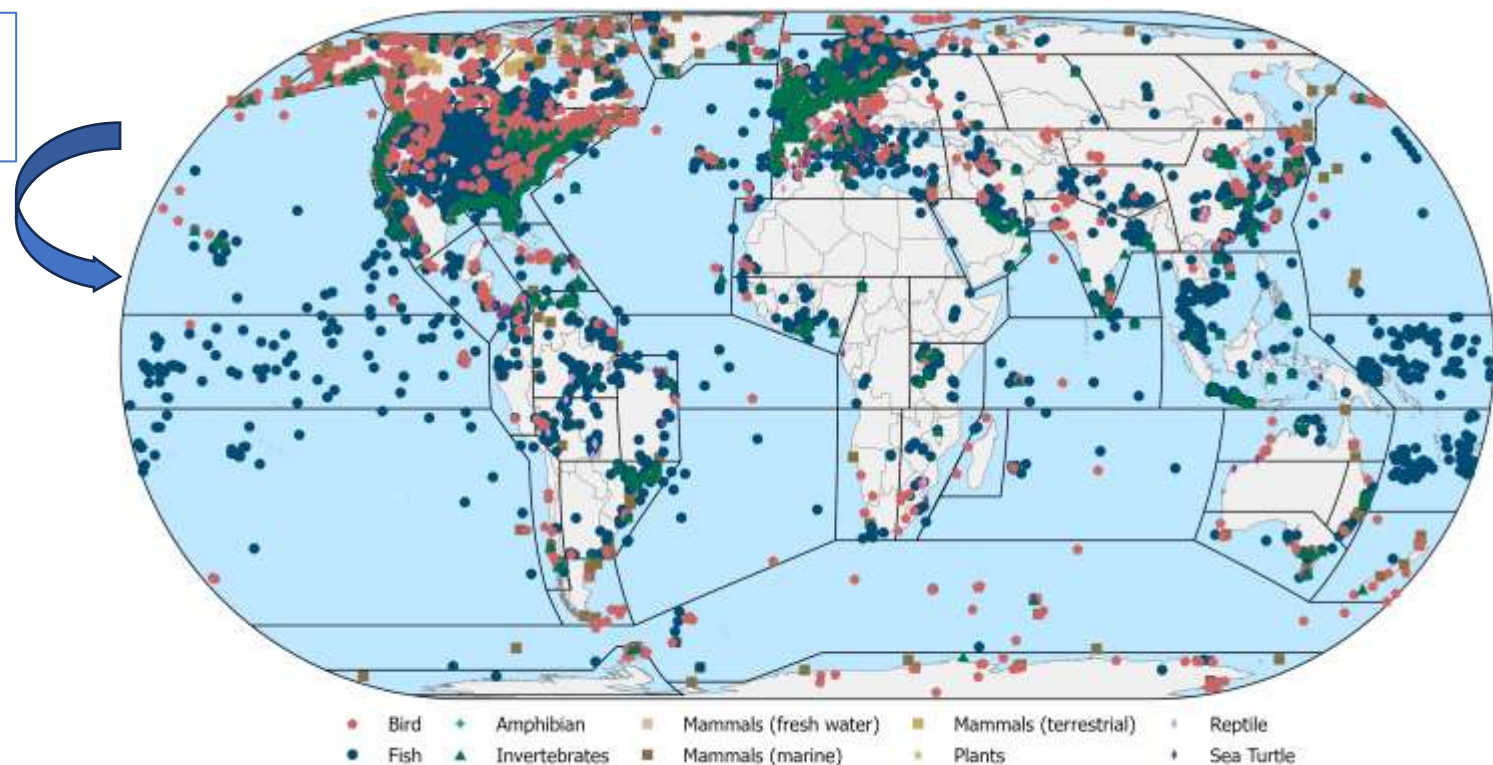 Bird Amphibian Mammals (fresh water) Mammals (terrestrial) Reptile
Fish Invertebrates Mammals (marine) Plants Sea Turtle